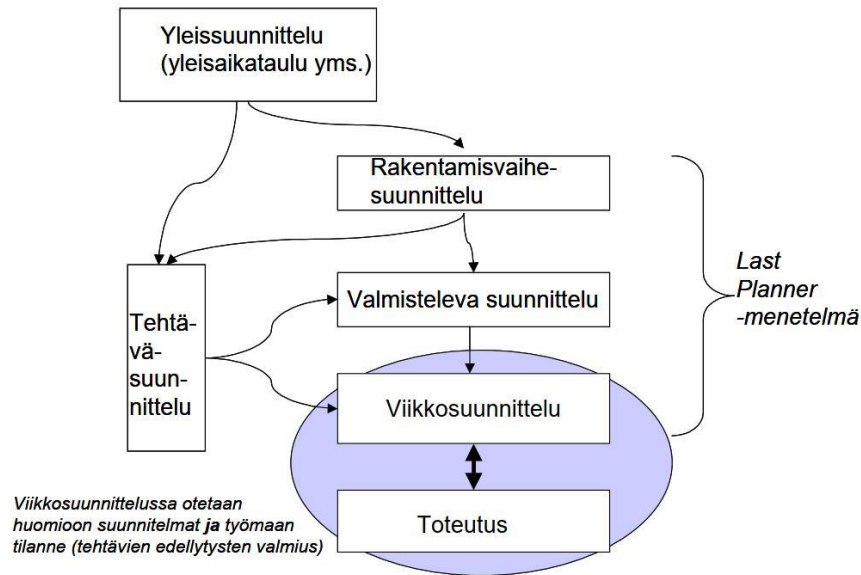 Yleissuunnittelu
(yleisaikataulu yms.)
Rakentamisvaihe-
suunnittelu
Last
Planner
-menetelmä
Tehtä-
vä-
suun-
nittelu
Valmisteleva suunnittelu
Viikkosuunnittelu
Viikkosuunnittelussa otetaan
huomioon suunnitelmat ja työmaan
tilanne (tehtävien edellytysten valmius)
Toteutus